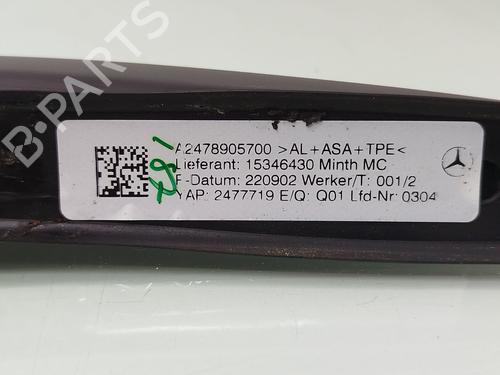 B-PARTS
A2478905700 >AL+ASA+TPE<
Lieferant: 15346430 Minth MC
F-Datum: 220902 Werker/T: 001/2
YAP: 2477719 E/Q: Q01 Lfd-Nr: 0304